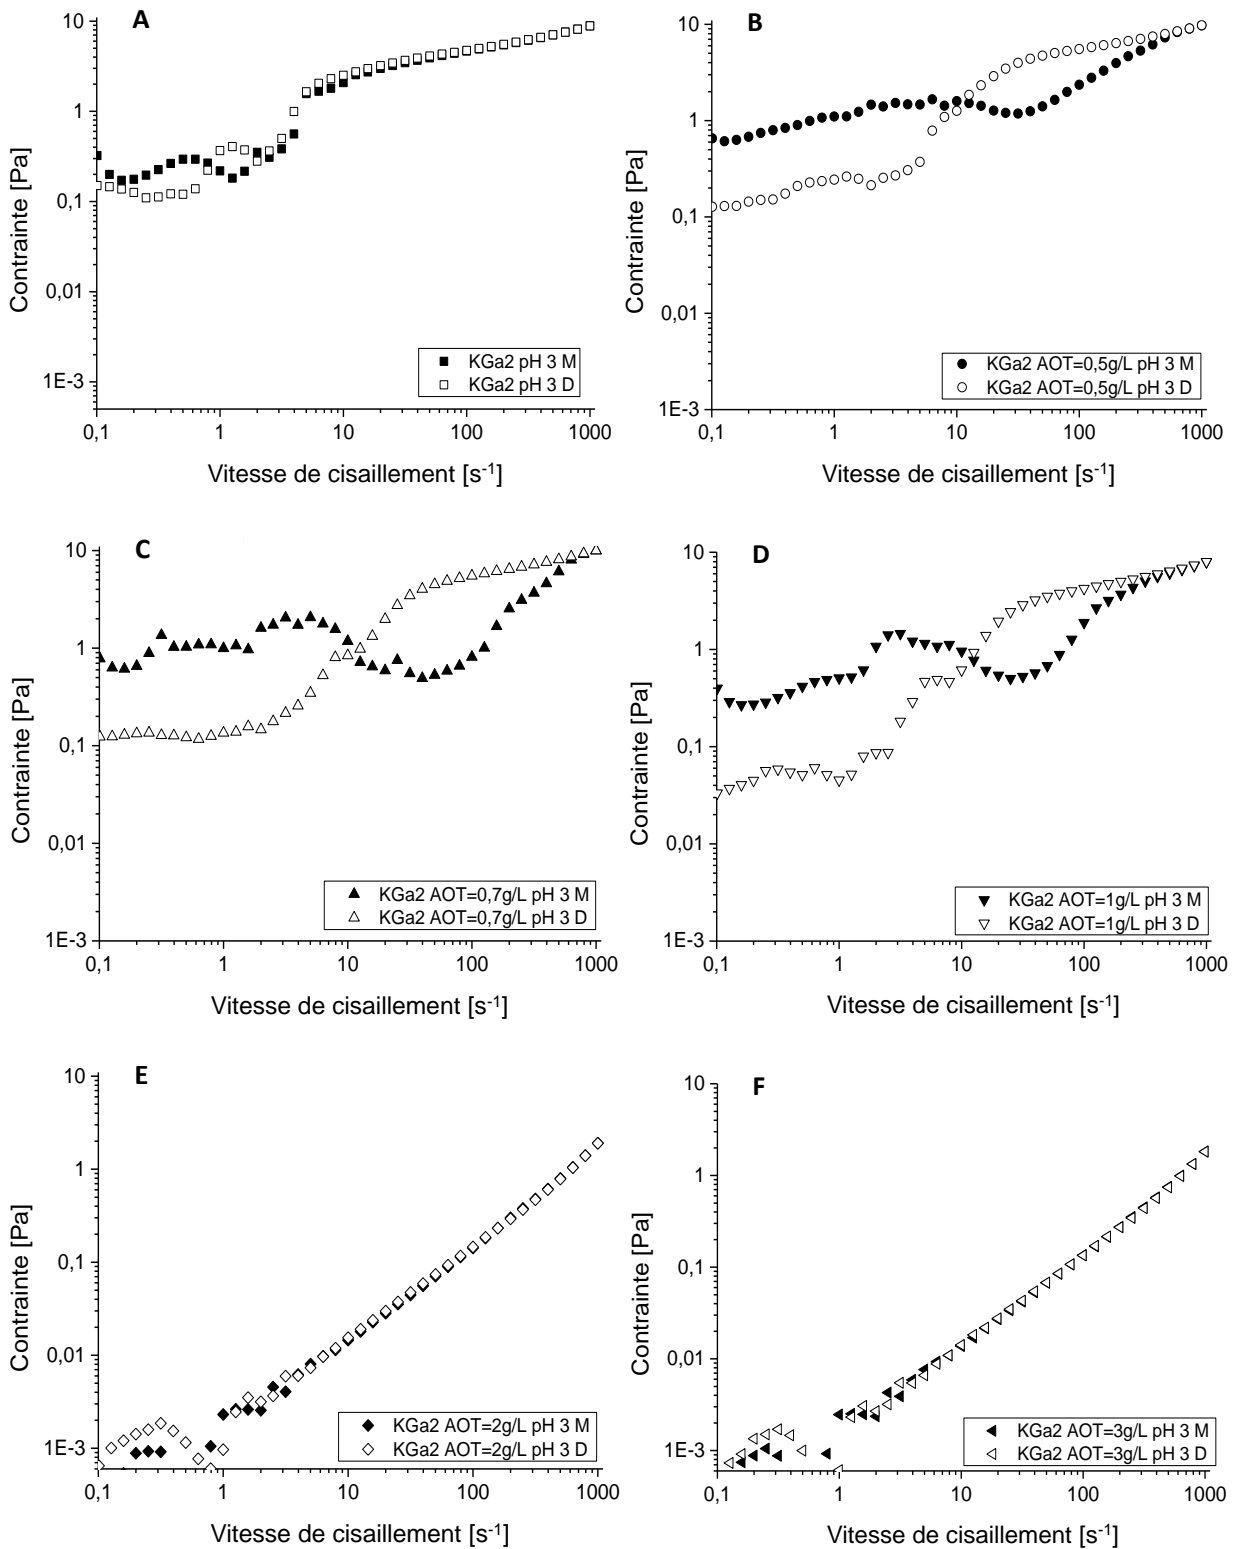 A
10
1
0,1
0,01
1E-3
Contrainte [Pa]
KGa2 pH 3 M
KGa2 pH 3 D
0,1 1 10 100 1000
Vitesse de cisaillement [s-1]
B
10
1
0,1
0,01
1E-3
Contrainte [Pa]
KGa2 AOT=0,5g/L pH 3 M
KGa2 AOT=0,5g/L pH 3 D
0,1 1 10 100 1000
Vitesse de cisaillement [s-1]
C
10
1
0,1
0,01
1E-3
Contrainte [Pa]
KGa2 AOT=0,7g/L pH 3 M
KGa2 AOT=0,7g/L pH 3 D
0,1 1 10 100 1000
Vitesse de cisaillement [s-1]
D
10
1
0,1
0,01
1E-3
Contrainte [Pa]
KGa2 AOT=1g/L pH 3 M
KGa2 AOT=1g/L pH 3 D
0,1 1 10 100 1000
Vitesse de cisaillement [s-1]
E
10
1
0,1
0,01
1E-3
Contrainte [Pa]
KGa2 AOT=2g/L pH 3 M
KGa2 AOT=2g/L pH 3 D
0,1 1 10 100 1000
Vitesse de cisaillement [s-1]
F
10
1
0,1
0,01
1E-3
Contrainte [Pa]
KGa2 AOT=3g/L pH 3 M
KGa2 AOT=3g/L pH 3 D
0,1 1 10 100 1000
Vitesse de cisaillement [s-1]